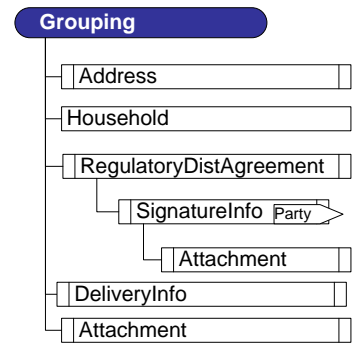 Grouping
Address
Household
RegulatoryDistAgreement
SignatureInfo Party
Attachment
DeliveryInfo
Attachment